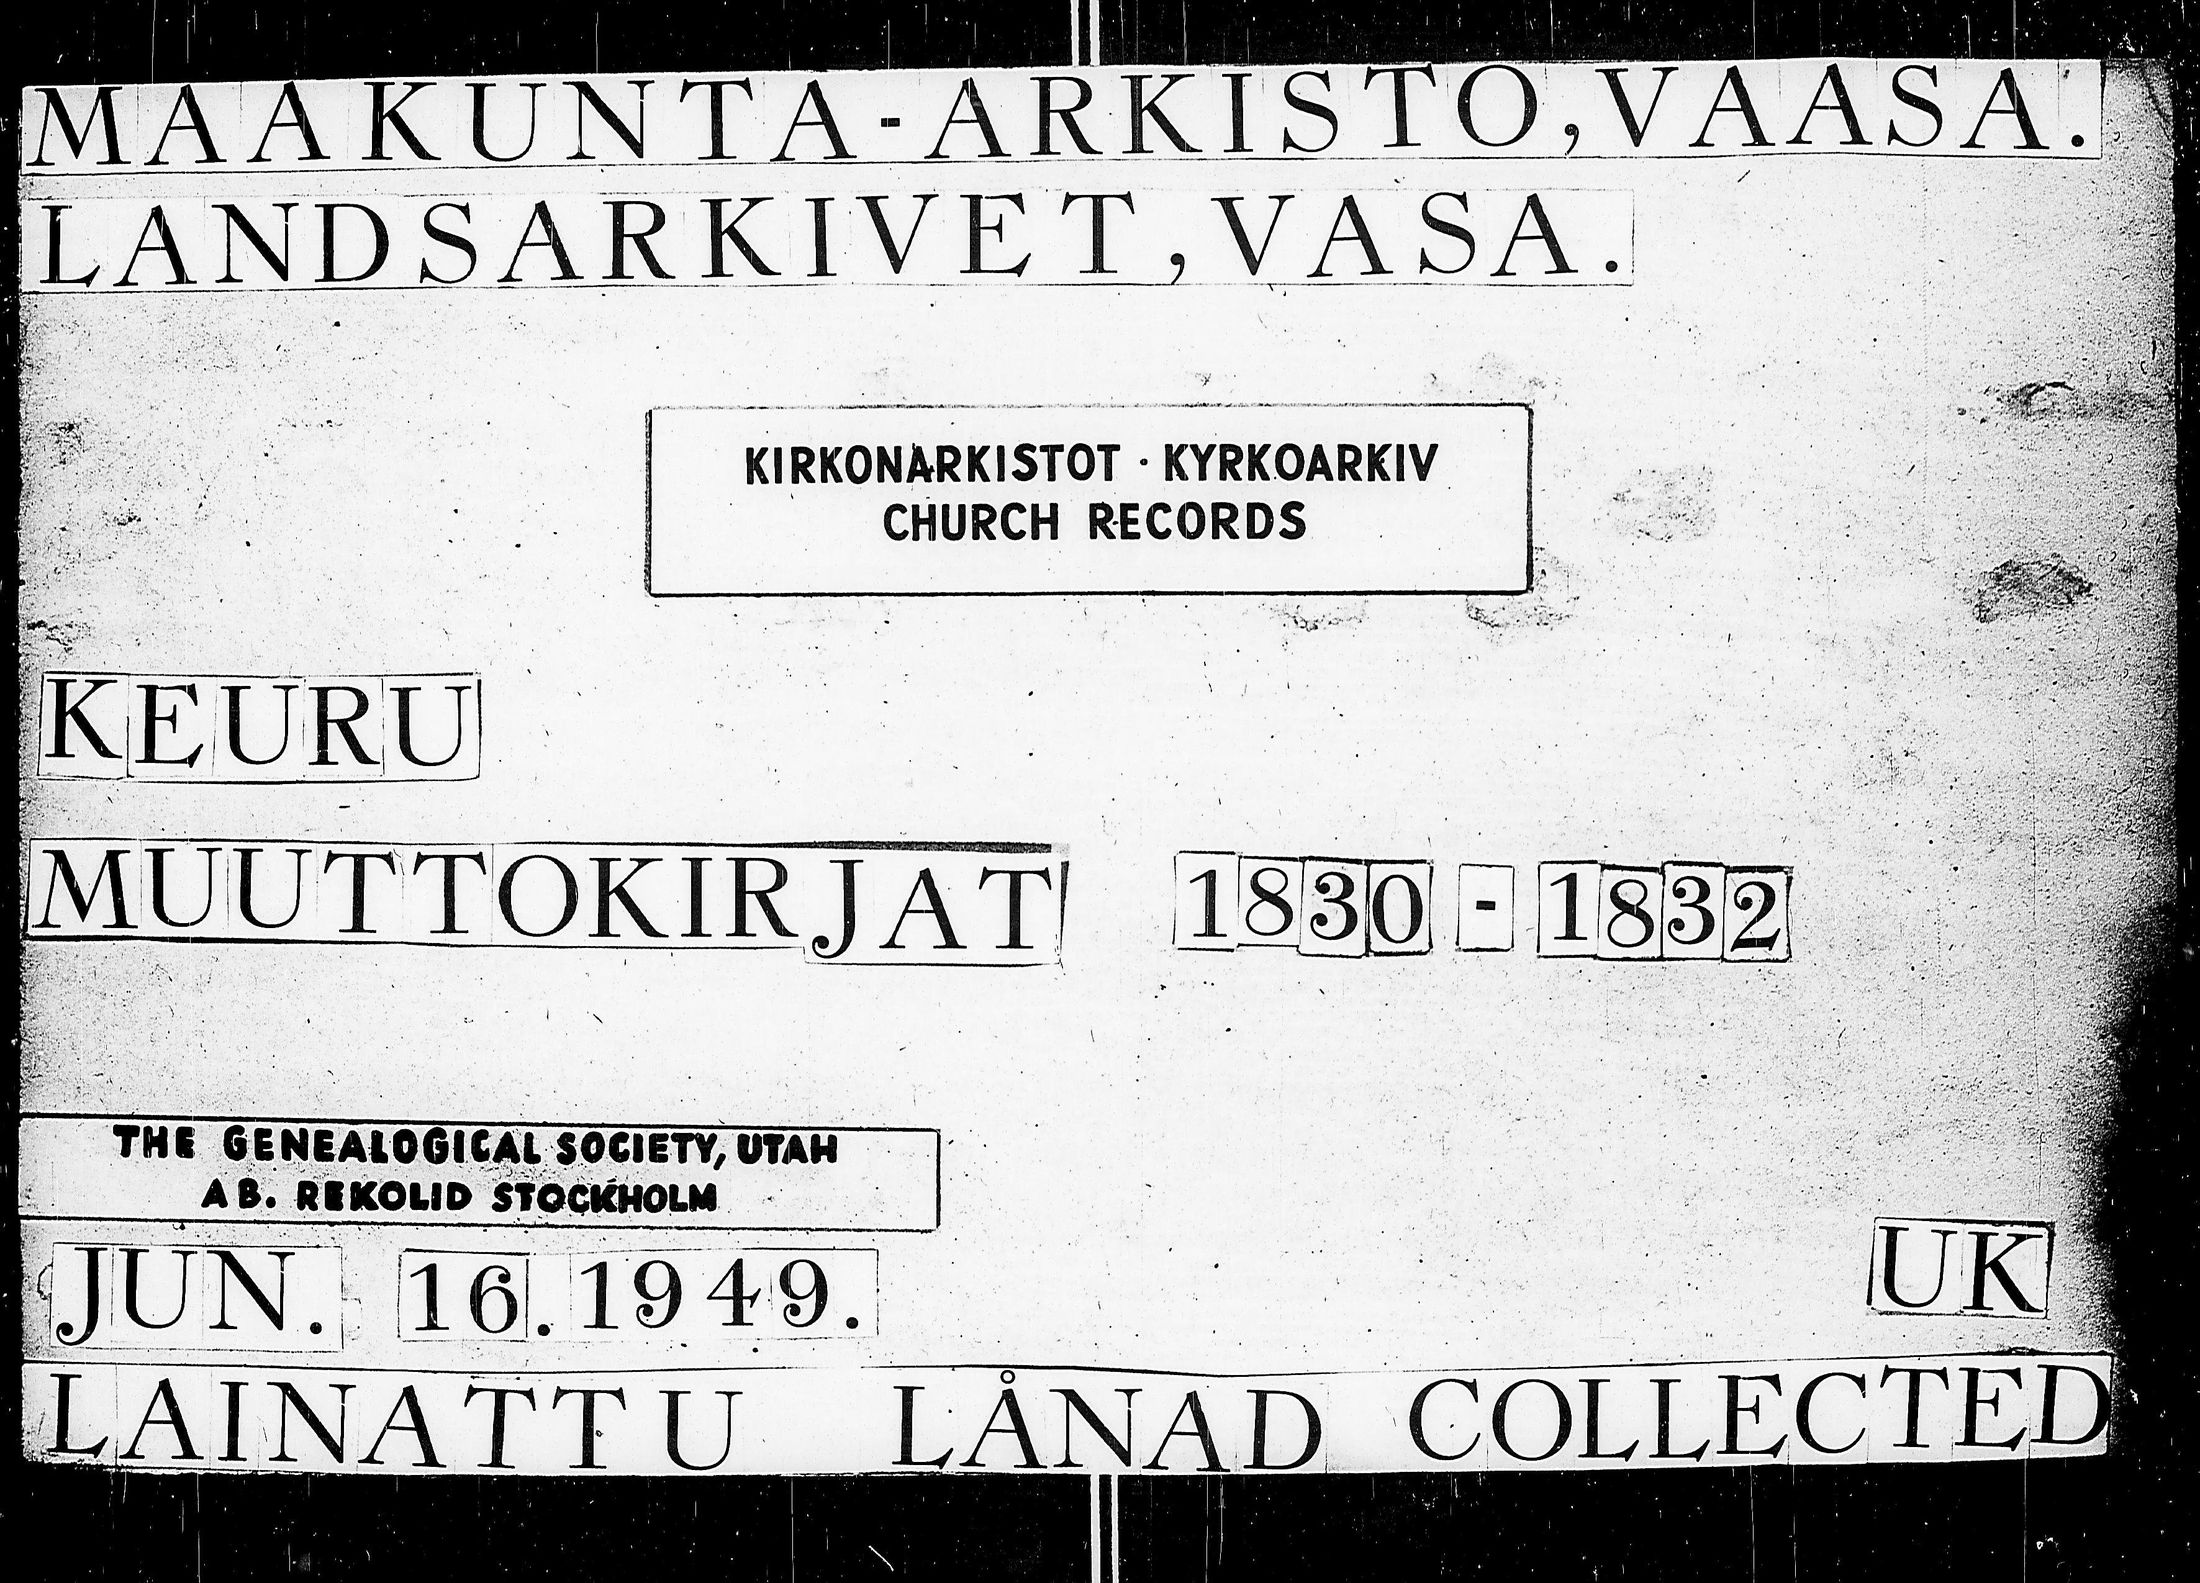 MAAKUNTA-ARKISTO, VAASA.
LANDSARKIVET, VASA.
KIRKONARKISTOT · KYRKOARKIV
CHURCH RECORDS
KEURU
MUUTTOKIRJAT 1830 - 1832
THE GENEALOGICAL SOCIETY, UTAH
AB. REKOLID STOCKHOLM
JUN. 16. 1949.
UK
LAINATTU LÅNAD COLLECTED